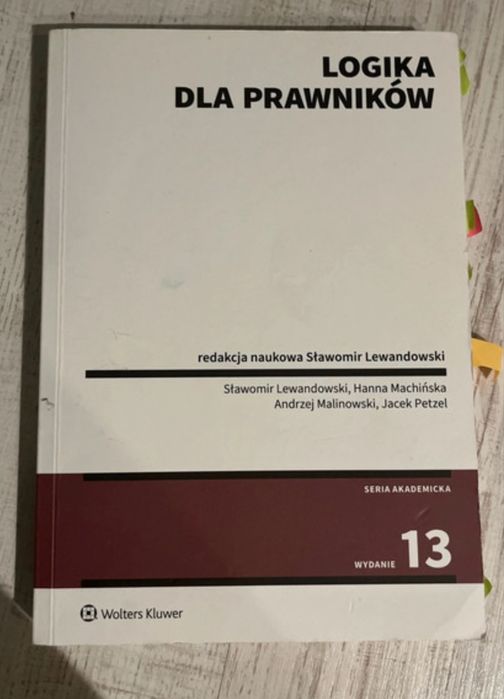 LOGIKA
DLA PRAWNIKÓW
redakcja naukowa Sławomir Lewandowski
Sławomir Lewandowski, Hanna Machińska
Andrzej Malinowski, Jacek Petzel
SERIA AKADEMICKA
WYDANIE 13
Wolters Kluwer